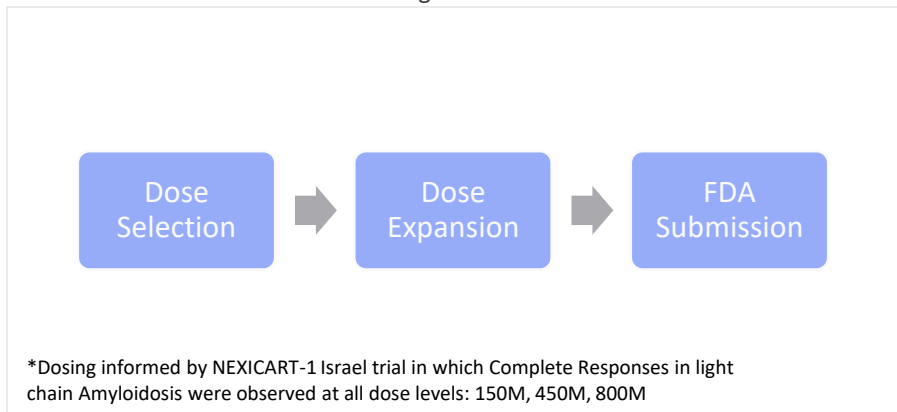 Dose
Selection
Dose
Expansion
FDA
Submission
*Dosing informed by NEXICART-1 Israel trial in which Complete Responses in light
chain Amyloidosis were observed at all dose levels: 150M, 450M, 800M